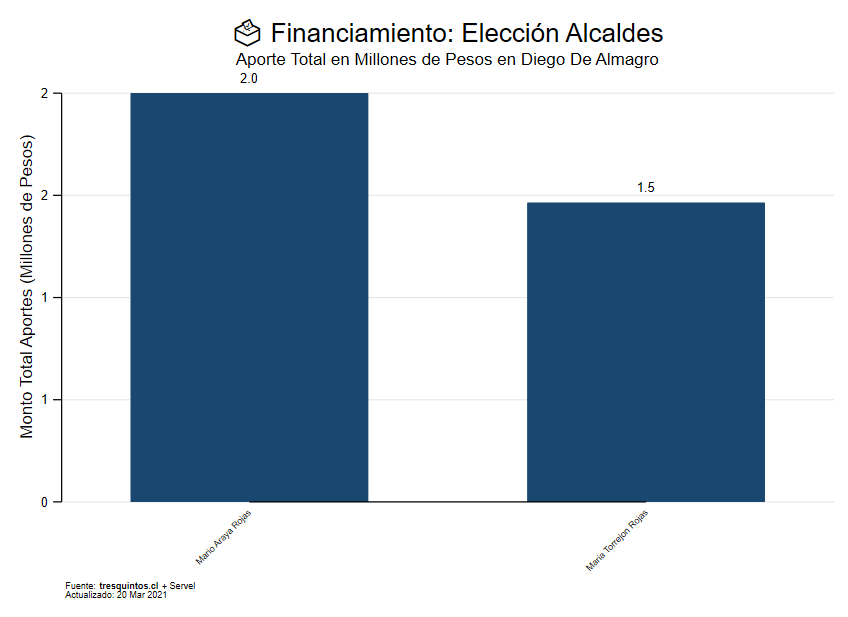 Financiamiento: Elección Alcaldes
Aporte Total en Millones de Pesos en Diego De Almagro
Monto Total Aportes (Millones de Pesos)
2
2
1
1
0
2.0
1.5
Mario Araya Rojas
Maria Torrejon Rojas
Fuente: tresquintos.cl + Servel
Actualizado: 20 Mar 2021